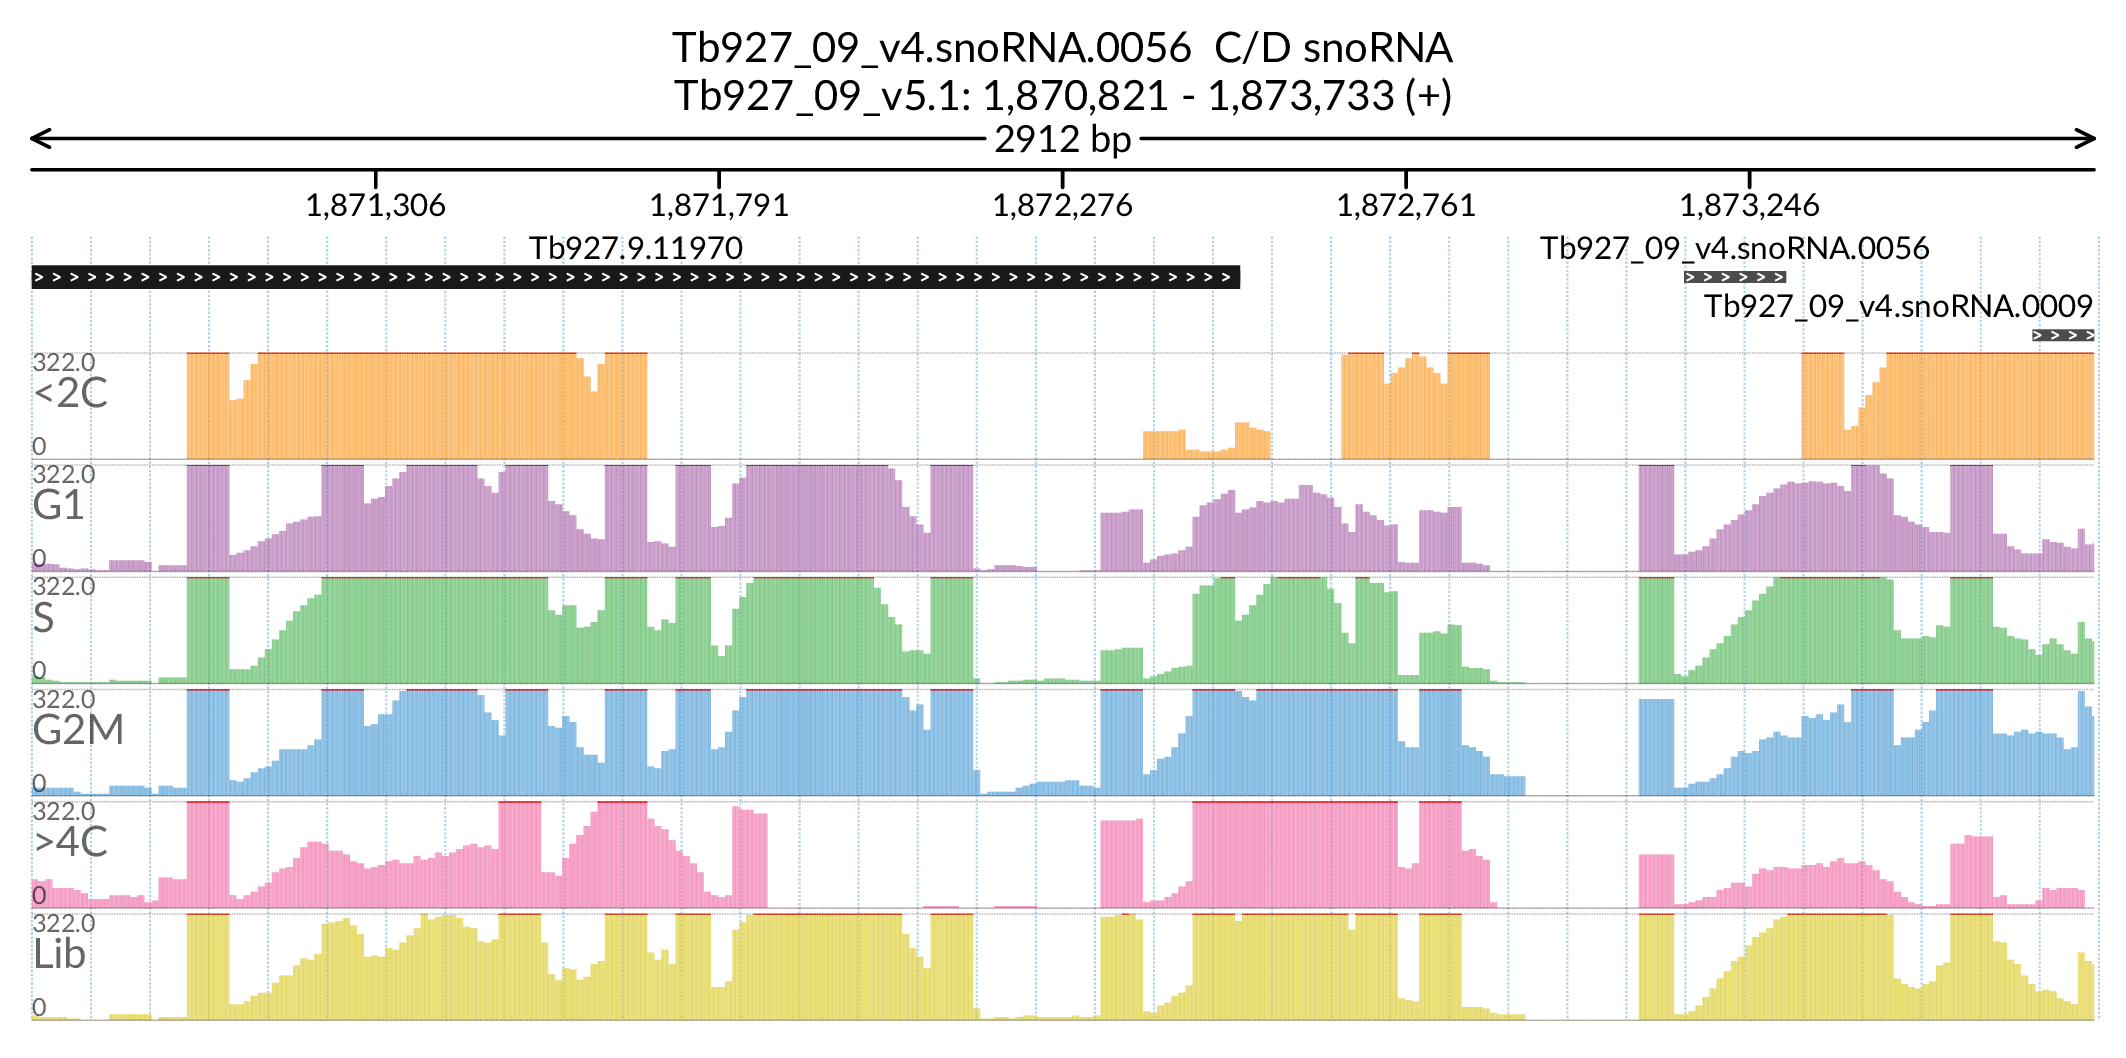 Tb927_09_v4.snoRNA.0056 C/D snoRNA
Tb927_09_v5.1: 1,870,821 - 1,873,733 (+)
2912 bp
1,871,306 1,871,791 1,872,276 1,872,761 1,873,246
Tb927.9.11970 Tb927_09_v4.snoRNA.0056
Tb927_09_v4.snoRNA.0009
322.0
<2C
0
322.0
G1
0
322.0
S
0
322.0
G2M
0
322.0
>4C
0
322.0
Lib
0